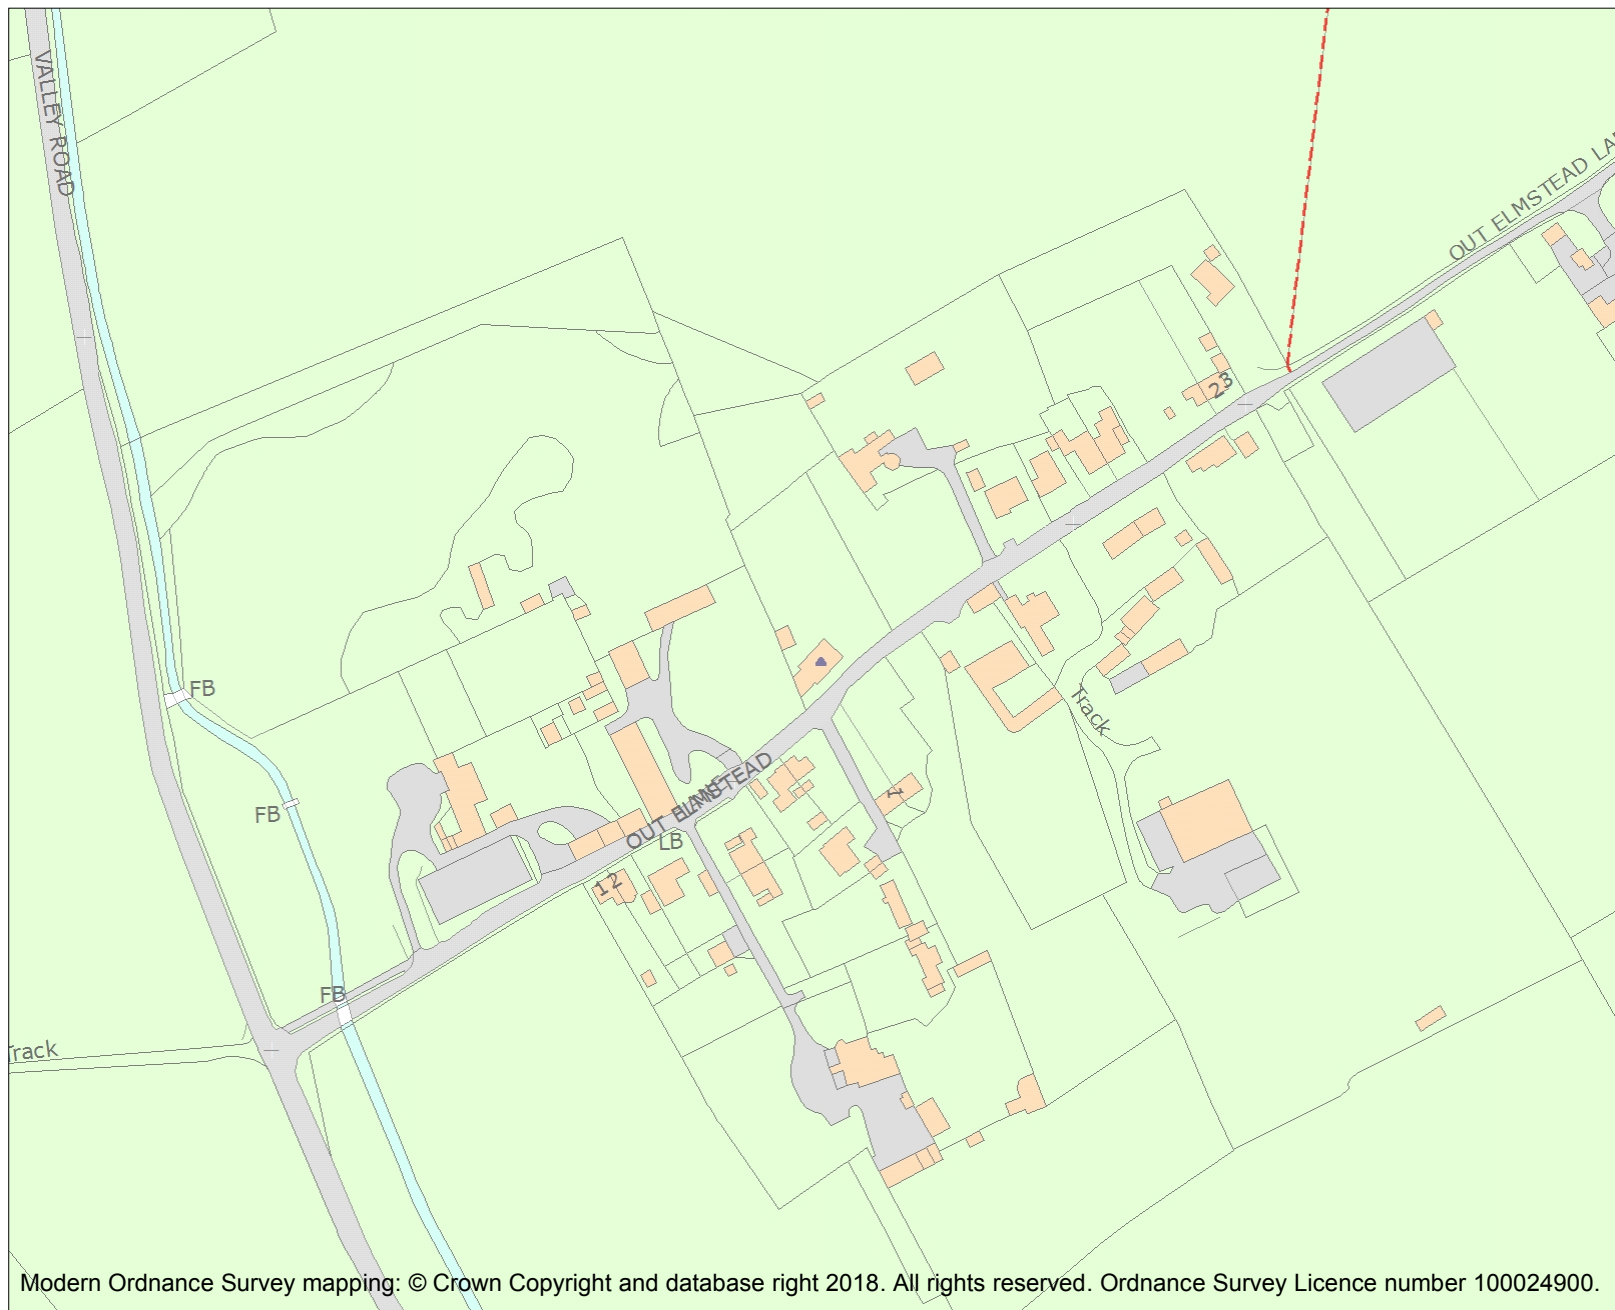 VALLEY ROAD
OUT ELMSTEAD LA
23
FB
Track
1
OUT ELMSTEAD
LANE
FB
LB
12
FB
Track
Modern Ordnance Survey mapping: © Crown Copyright and database right 2018. All rights reserved. Ordnance Survey Licence number 100024900.